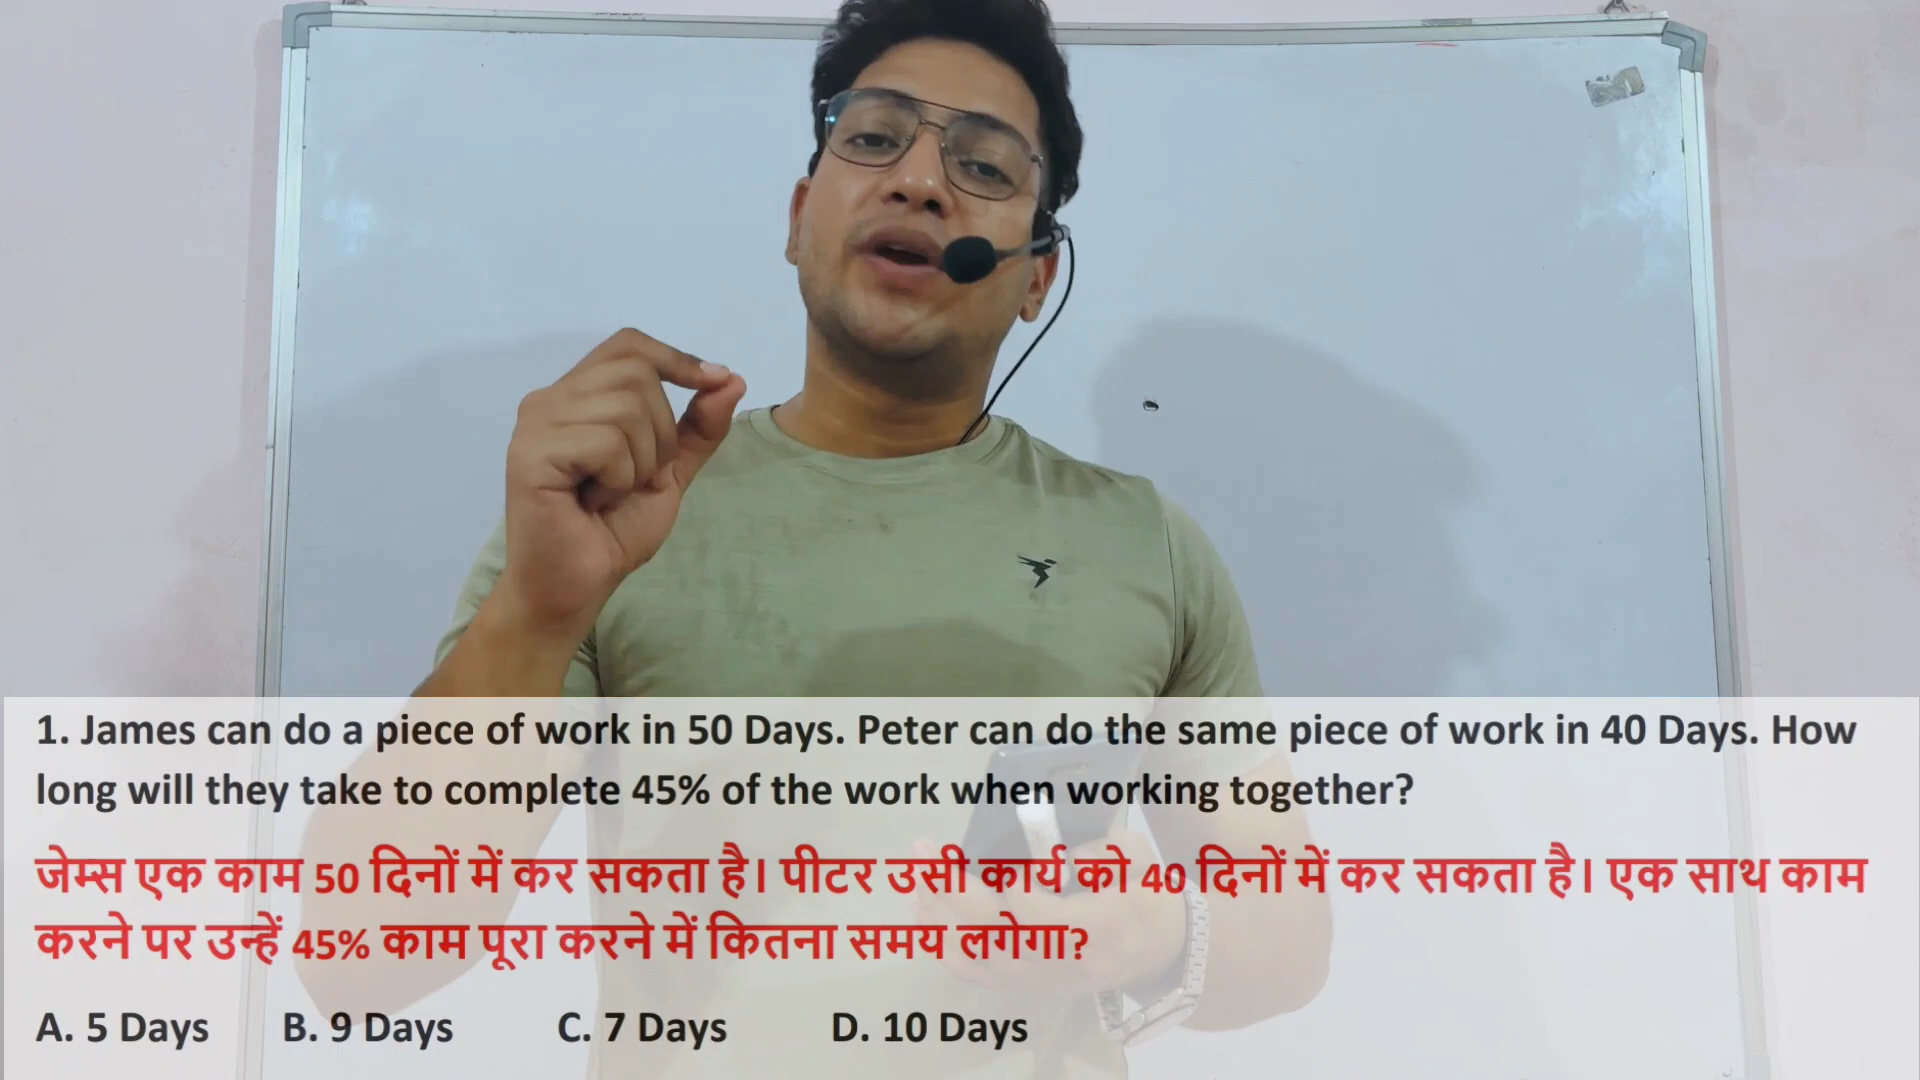 1. James can do a piece of work in 50 Days. Peter can do the same piece of work in 40 Days. How
long will they take to complete 45% of the work when working together?
जेम्स एक काम 50 दिनों में कर सकता है। पीटर उसी कार्य को 40 दिनों में कर सकता है। एक साथ काम
करने पर उन्हें 45% काम पूरा करने में कितना समय लगेगा?
A. 5 Days B. 9 Days C. 7 Days D. 10 Days